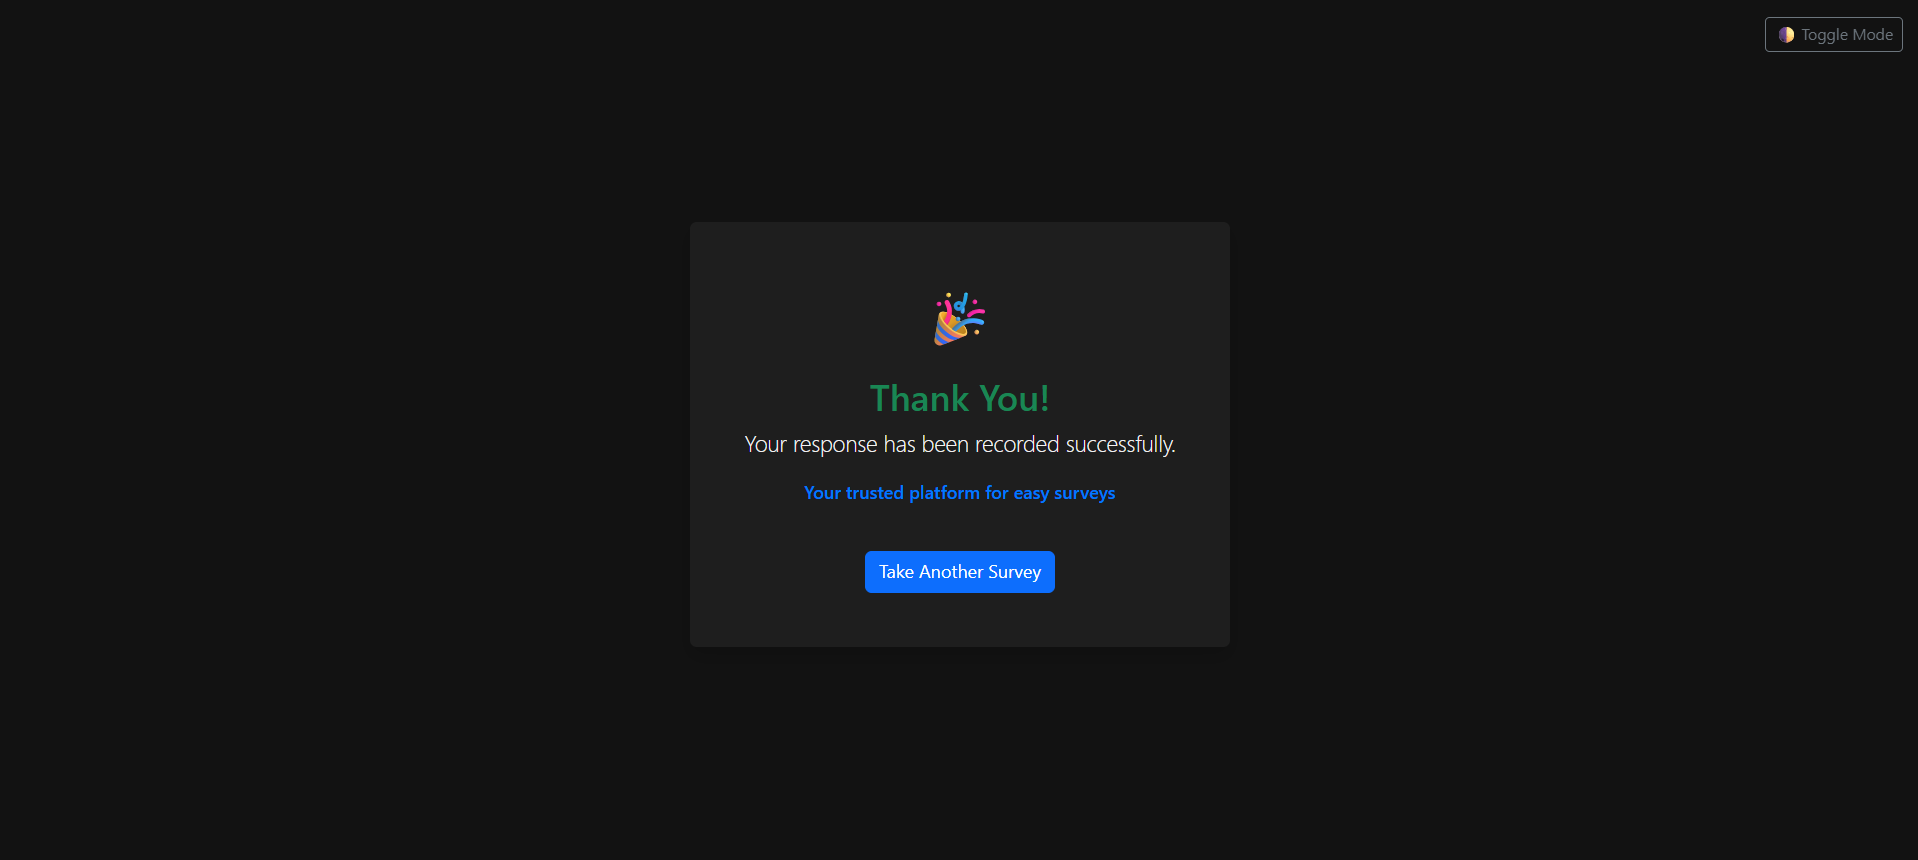 Toggle Mode
Thank You!
Your response has been recorded successfully.
Your trusted platform for easy surveys
Take Another Survey